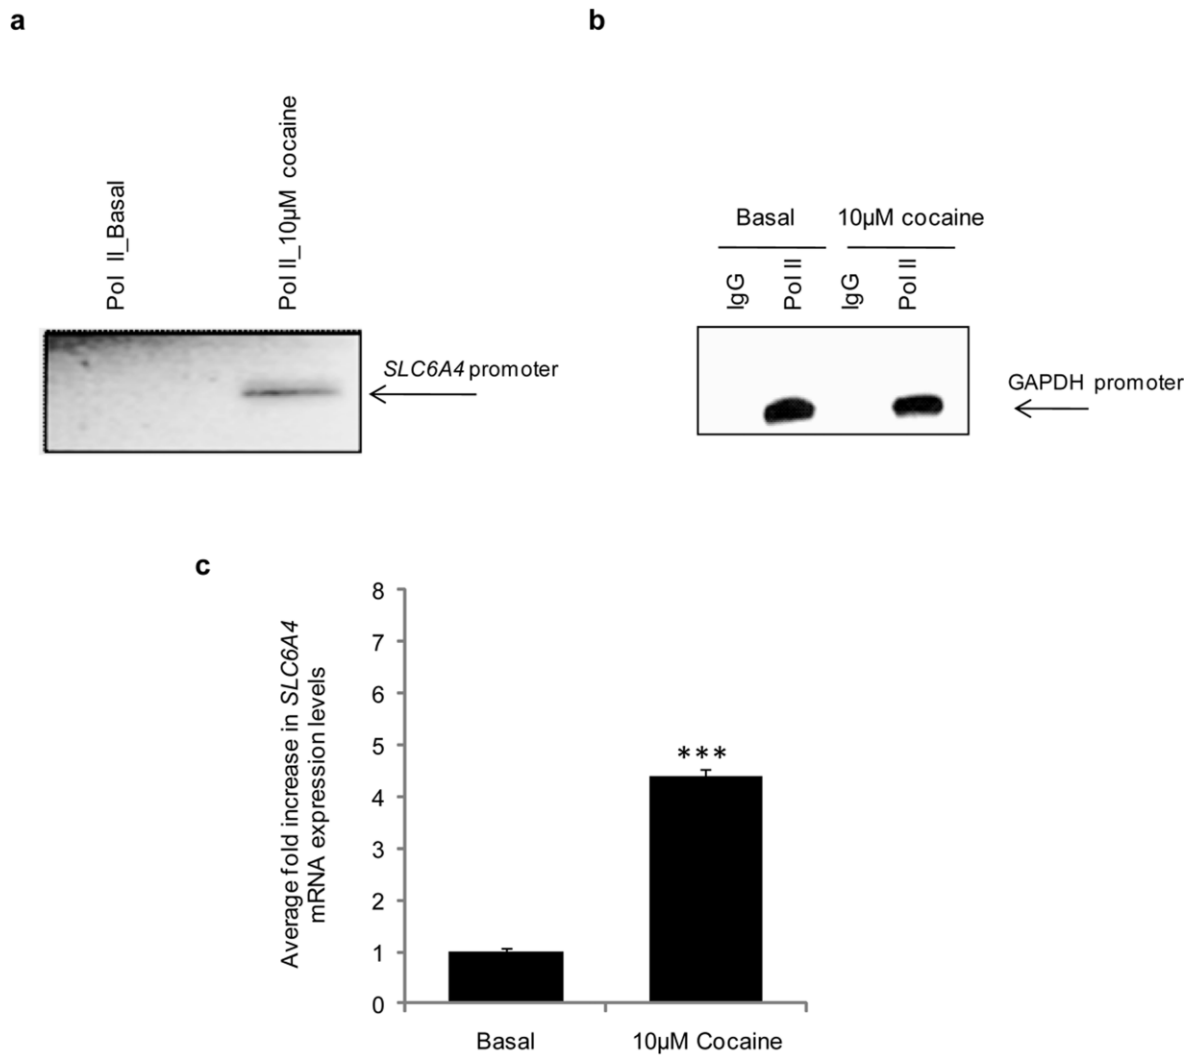 a
b
Pol II_Basal
Pol II_10µM cocaine
SLC6A4 promoter
Basal
10µM cocaine
IgG
Pol II
IgG
Pol II
GAPDH promoter
c
Average fold increase in SLC6A4
mRNA expression levels
8
7
6
5
4
3
2
1
0
***
Basal
10µM Cocaine